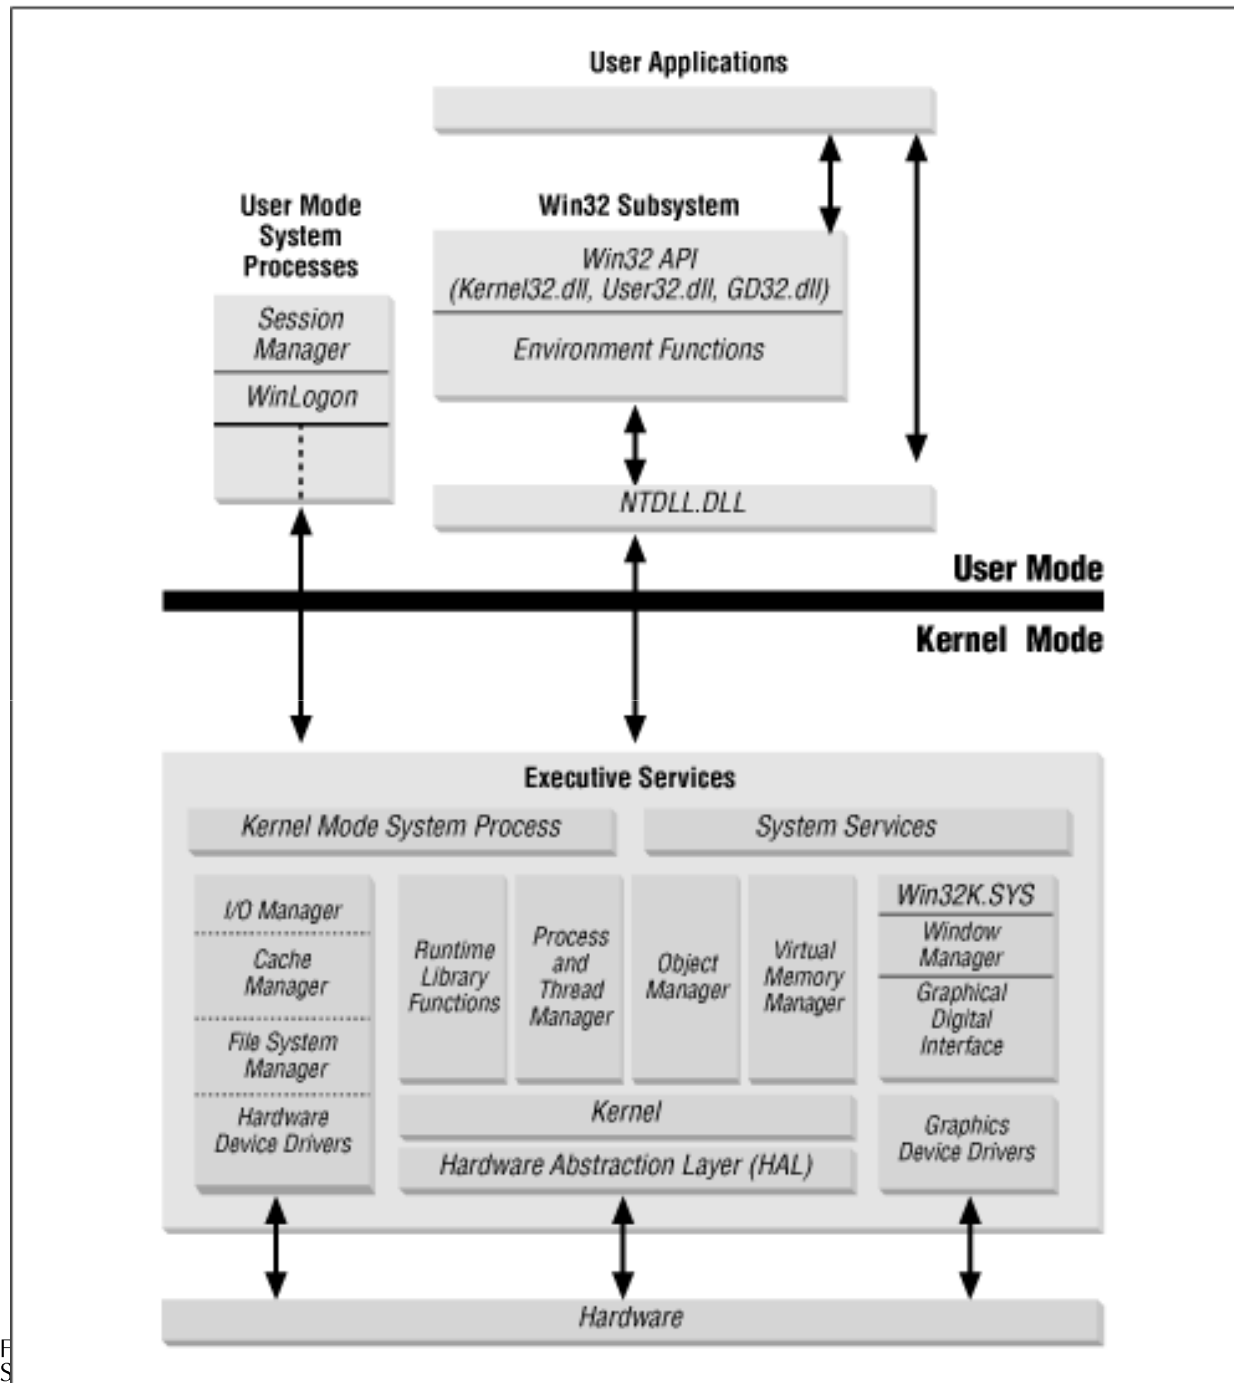 User Applications
User Mode
System
Processes
Win32 Subsystem
Win32 API
(Kernel32.dll, User32.dll, GD32.dll)
Environment Functions
Session
Manager
WinLogon
NTDLL.DLL
User Mode
Kernel Mode
Executive Services
Kernel Mode System Process
System Services
I/O Manager
Cache
Manager
File System
Manager
Hardware
Device Drivers
Runtime
Library
Functions
Process
and
Thread
Manager
Object
Manager
Virtual
Memory
Manager
Win32K.SYS
Window
Manager
Graphical
Digital
Interface
Kernel
Hardware Abstraction Layer (HAL)
Graphics
Device Drivers
Hardware
F
S